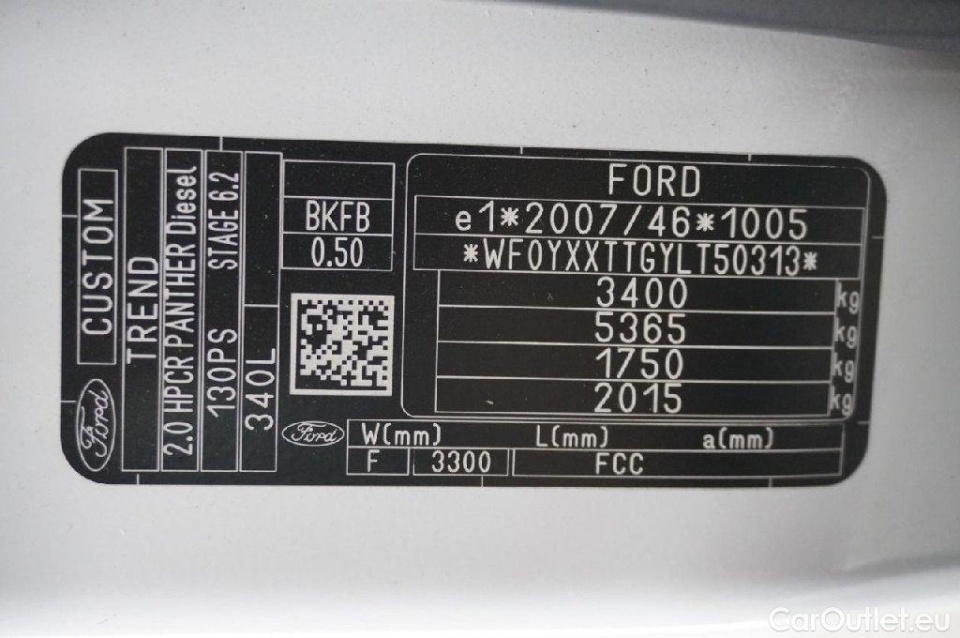 FORD
e1*2007/46*1005
*WF0YXXTTGYLT50313*
3400 kg
5365 kg
1750 kg
2015 kg
BKFB
0.50
Ford
W(mm) L(mm) a(mm)
F 3300 FCC
Ford CUSTOM
TREND
2.0 HPCR PANTHER Diesel
130PS STAGE 6.2
340L
CarOutlet.eu